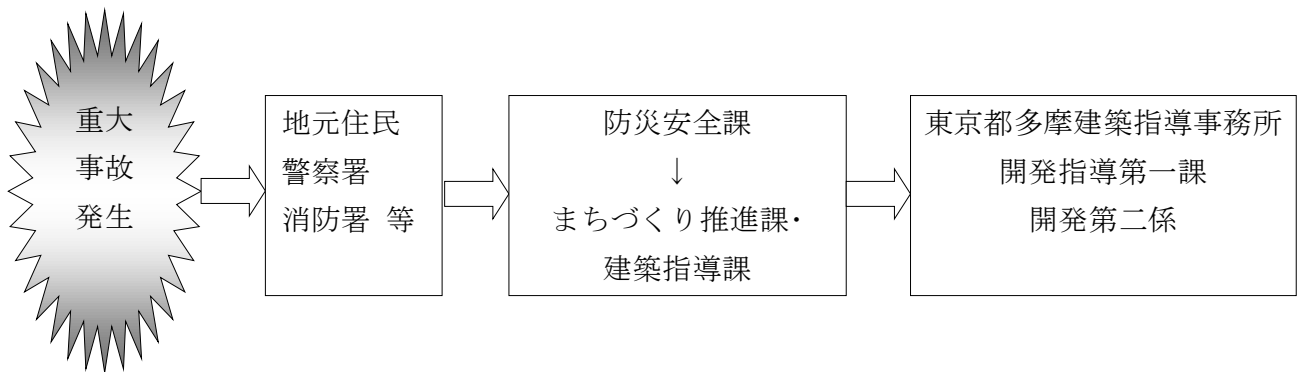 重大
事故
発生
地元住民
警察署
消防署 等
防災安全課
↓
まちづくり推進課・
建築指導課
東京都多摩建築指導事務所
開発指導第一課
開発第二係